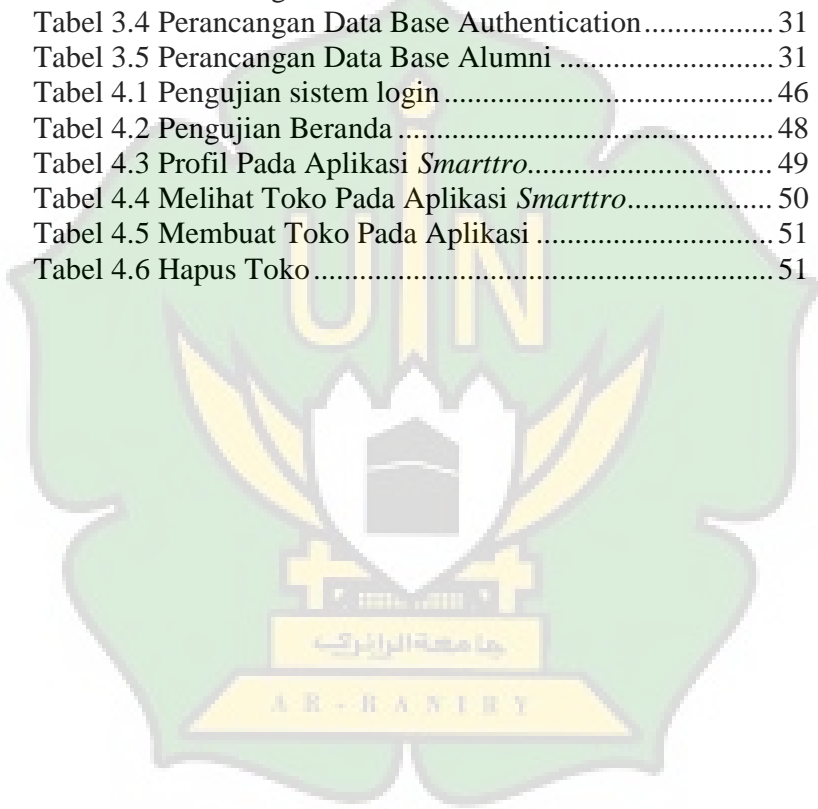 Tabel 3.4 Perancangan Data Base Authentication................ 31
Tabel 3.5 Perancangan Data Base Alumni........................... 31
Tabel 4.1 Pengujian sistem login.......................................... 46
Tabel 4.2 Pengujian Beranda................................................ 48
Tabel 4.3 Profil Pada Aplikasi Smarttro............................... 49
Tabel 4.4 Melihat Toko Pada Aplikasi Smarttro.................. 50
Tabel 4.5 Membuat Toko Pada Aplikasi.............................. 51
Tabel 4.6 Hapus Toko........................................................... 51
UIN
جامعة الرانري
AR-RANIRY